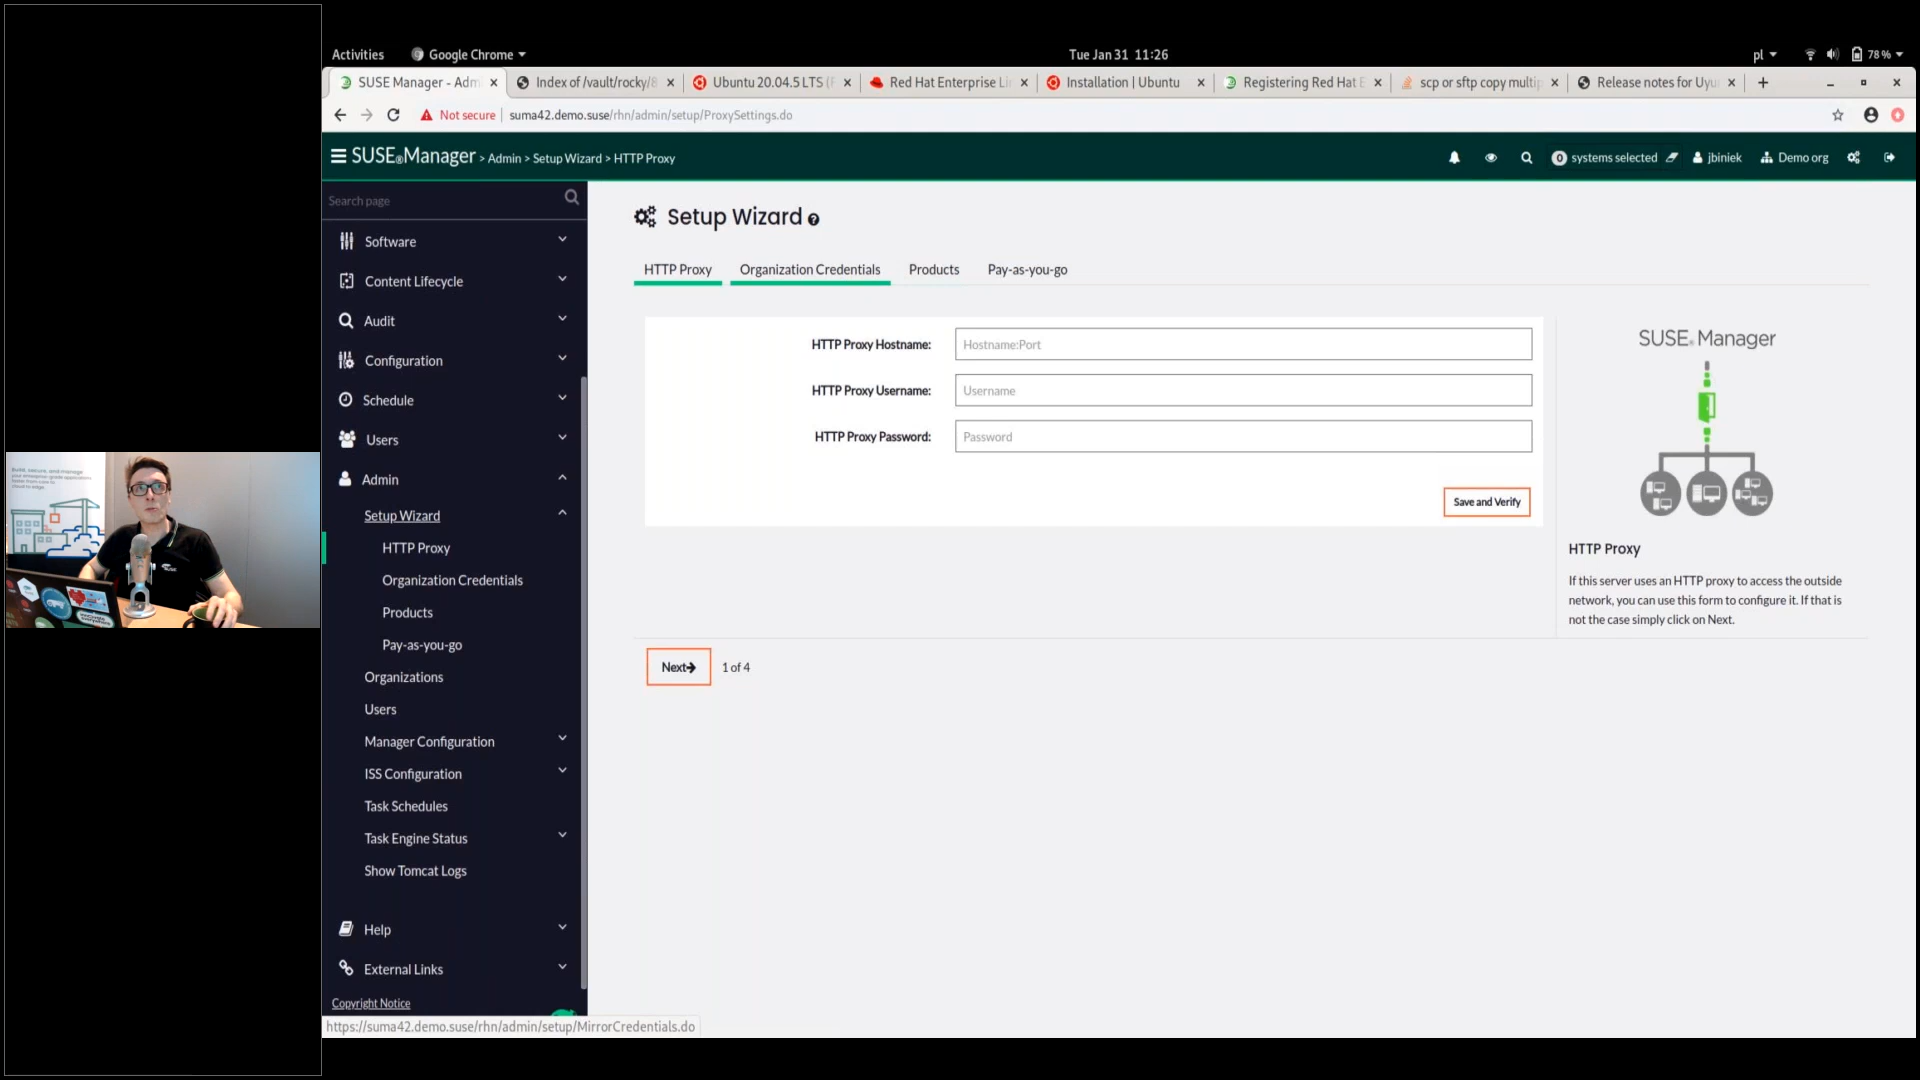 Activities
Google Chrome
Tue Jan 31 11:26
pl
78 %
SUSE Manager - Adm
Index of /vault/rocky/8
Ubuntu 20.04.5 LTS (F
Red Hat Enterprise Li
Installation | Ubuntu
Registering Red Hat E
scp or sftp copy multip
Release notes for Uyu
Not secure
suma42.demo.suse/rhn/admin/setup/ProxySettings.do
SUSE Manager > Admin > Setup Wizard > HTTP Proxy
0 systems selected
jbiniek
Demo org
Search page
Software
Content Lifecycle
Audit
Configuration
Schedule
Users
Admin
Setup Wizard
HTTP Proxy
Organization Credentials
Products
Pay-as-you-go
Organizations
Users
Manager Configuration
ISS Configuration
Task Schedules
Task Engine Status
Show Tomcat Logs
Help
External Links
Copyright Notice
https://suma42.demo.suse/rhn/admin/setup/MirrorCredentials.do
Setup Wizard
HTTP Proxy
Organization Credentials
Products
Pay-as-you-go
HTTP Proxy Hostname:
Hostname:Port
HTTP Proxy Username:
Username
HTTP Proxy Password:
Password
Save and Verify
Next
1 of 4
SUSE Manager
HTTP Proxy
If this server uses an HTTP proxy to access the outside
network, you can use this form to configure it. If that is
not the case simply click on Next.